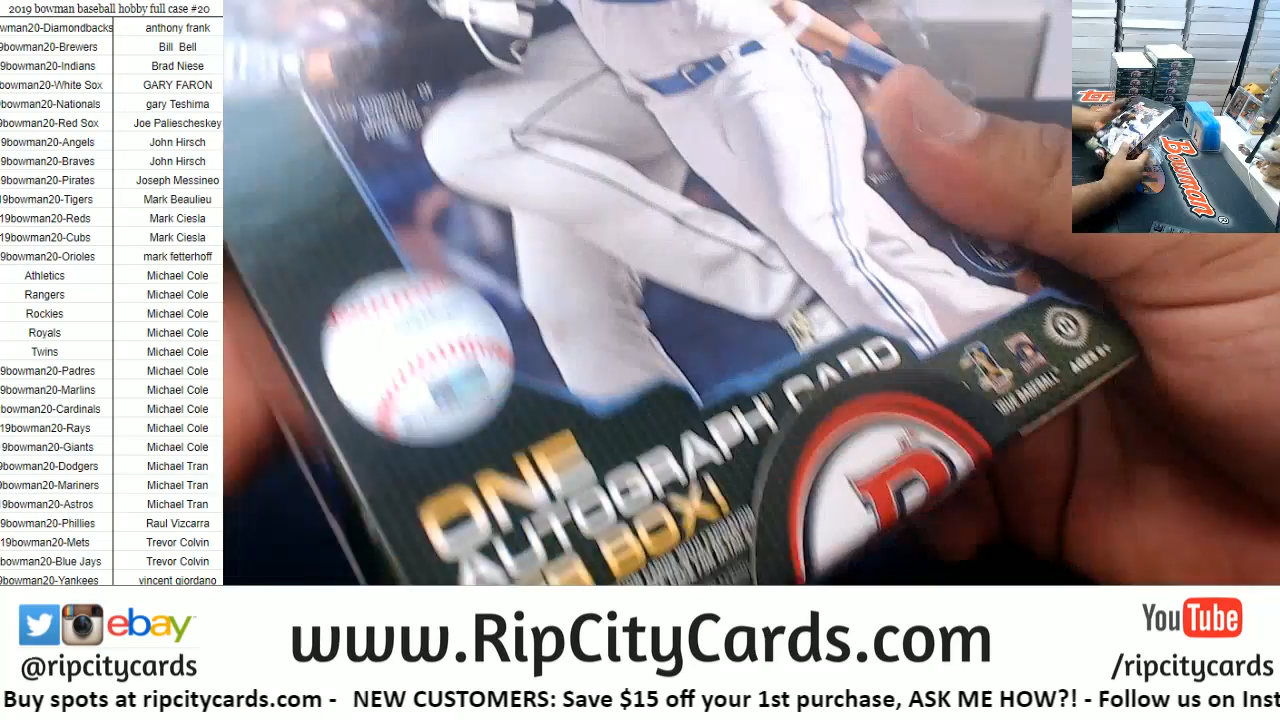 2019 bowman baseball hobby full case #20
wman20-Diamondbacks anthony frank
9bowman20-Brewers Bill Bell
9bowman20-Indians Brad Niese
owman20-White Sox GARY FARON
owman20-Nationals gary Teshima
owman20-Red Sox Joe Paliescheskey
9bowman20-Angels John Hirsch
9bowman20-Braves John Hirsch
9bowman20-Pirates Joseph Messineo
9bowman20-Tigers Mark Beaulieu
19bowman20-Reds Mark Ciesla
19bowman20-Cubs Mark Ciesla
9bowman20-Orioles mark fetterhoff
Athletics Michael Cole
Rangers Michael Cole
Rockies Michael Cole
Royals Michael Cole
Twins Michael Cole
9bowman20-Padres Michael Cole
9bowman20-Marlins Michael Cole
bowman20-Cardinals Michael Cole
19bowman20-Rays Michael Cole
9bowman20-Giants Michael Cole
9bowman20-Dodgers Michael Tran
9bowman20-Mariners Michael Tran
19bowman20-Astros Michael Tran
9bowman20-Phillies Raul Vizcarra
19bowman20-Mets Trevor Colvin
owman20-Blue Jays Trevor Colvin
9bowman20-Yankees vincent giordano
ONE
AUTOGRAPH CARD
BOX!
B
AGES 9+
Bowman
ebay
@ripcitycards
www.RipCityCards.com
YouTube
/ripcitycards
Buy spots at ripcitycards.com - NEW CUSTOMERS: Save $15 off your 1st purchase, ASK ME HOW?! - Follow us on Inst